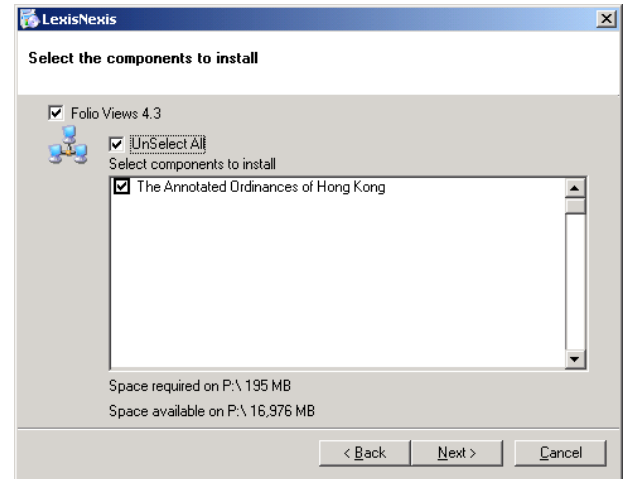 LexisNexis
Select the components to install
Folio Views 4.3
UnSelect All
Select components to install
The Annotated Ordinances of Hong Kong
Space required on P:\ 195 MB
Space available on P:\ 16,976 MB
< Back Next > Cancel